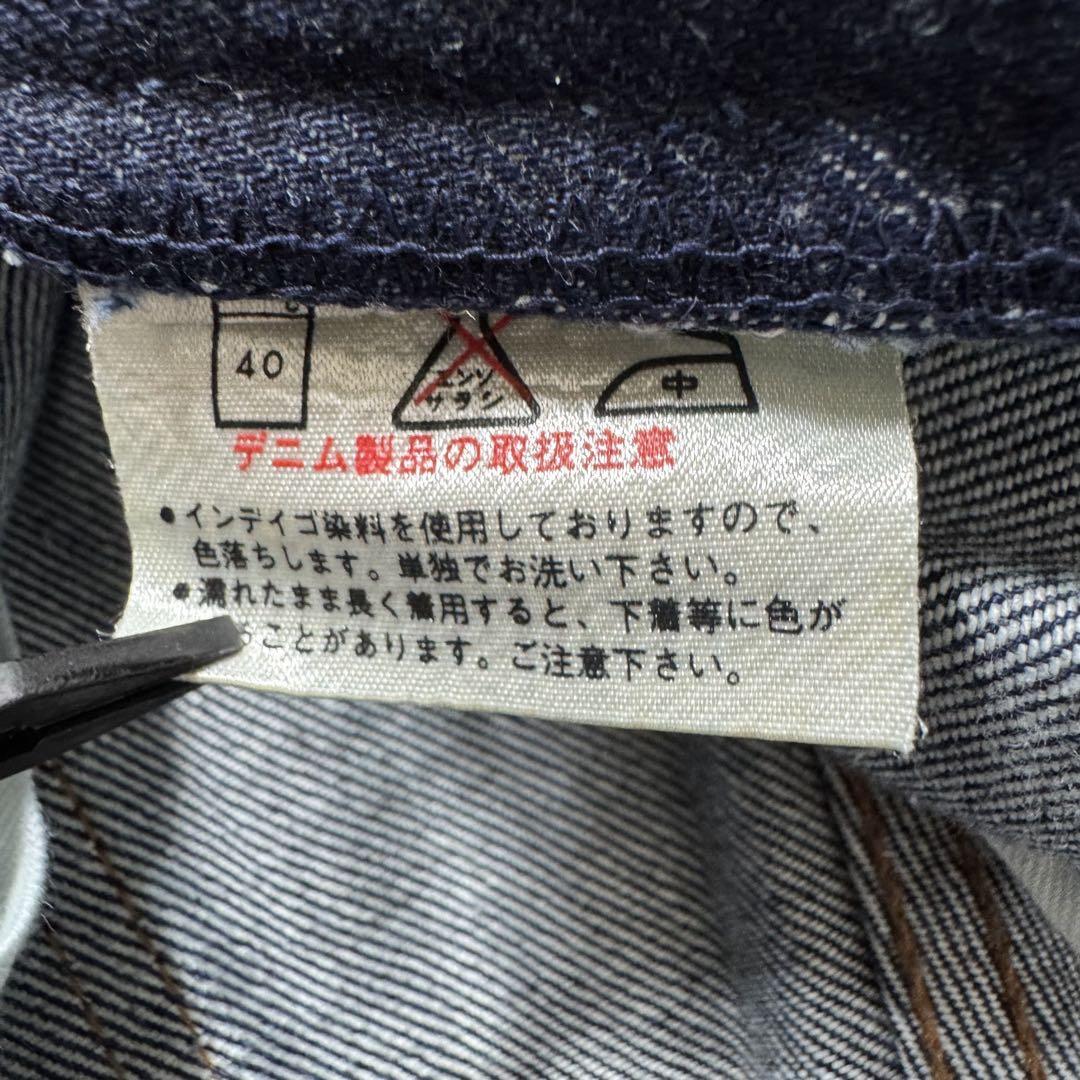 40
エンソ
サラシ
中
デニム製品の取扱注意
•インデイゴ染料を使用しておりますので、
色落ちします。単独でお洗い下さい。
•濡れたまま長く着用すると、下着等に色が
うことがあります。ご注意下さい。